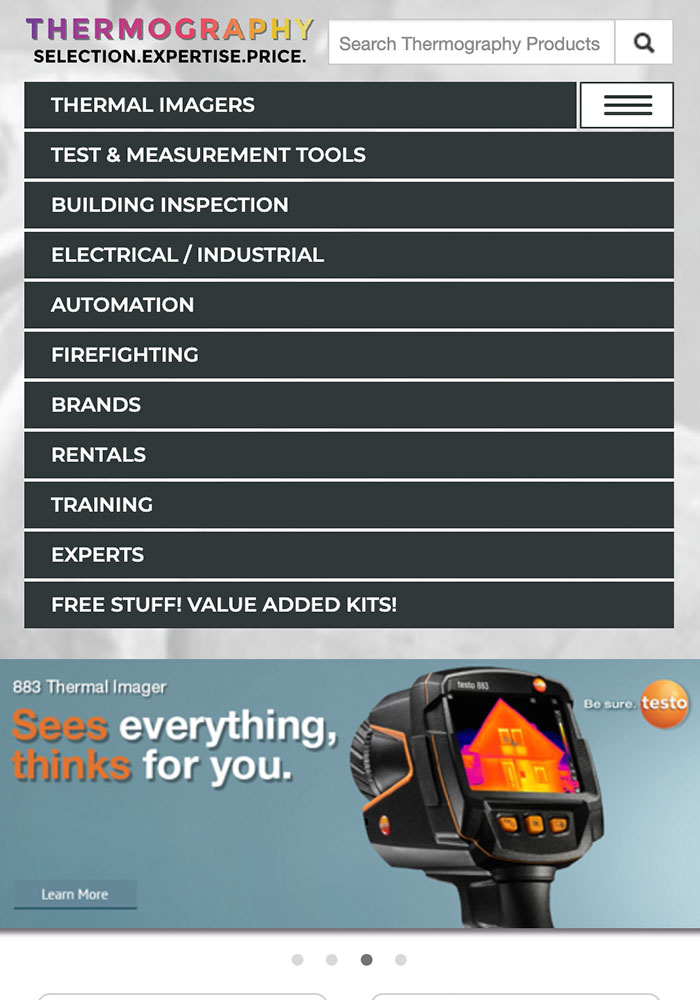 THERMOGRAPHY
SELECTION.EXPERTISE.PRICE.
Search Thermography Products
THERMAL IMAGERS
TEST & MEASUREMENT TOOLS
BUILDING INSPECTION
ELECTRICAL / INDUSTRIAL
AUTOMATION
FIREFIGHTING
BRANDS
RENTALS
TRAINING
EXPERTS
FREE STUFF! VALUE ADDED KITS!
883 Thermal Imager
Sees everything,
thinks for you.
testo 883
Be sure. testo
Learn More